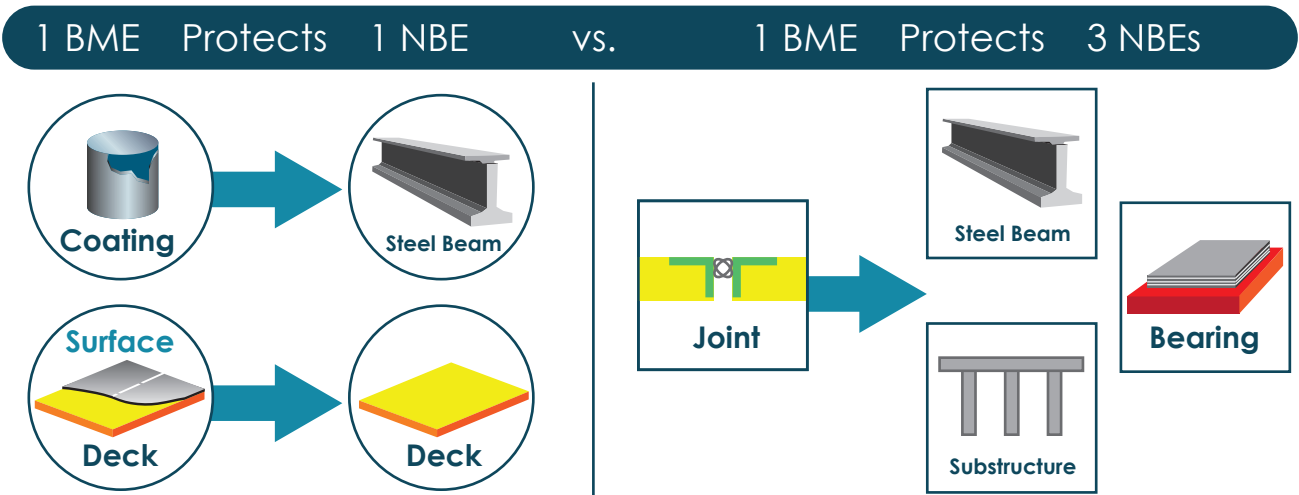 1 BME Protects 1 NBE vs. 1 BME Protects 3 NBEs
Coating
Steel Beam
Surface
Deck
Deck
Joint
Steel Beam
Bearing
Substructure